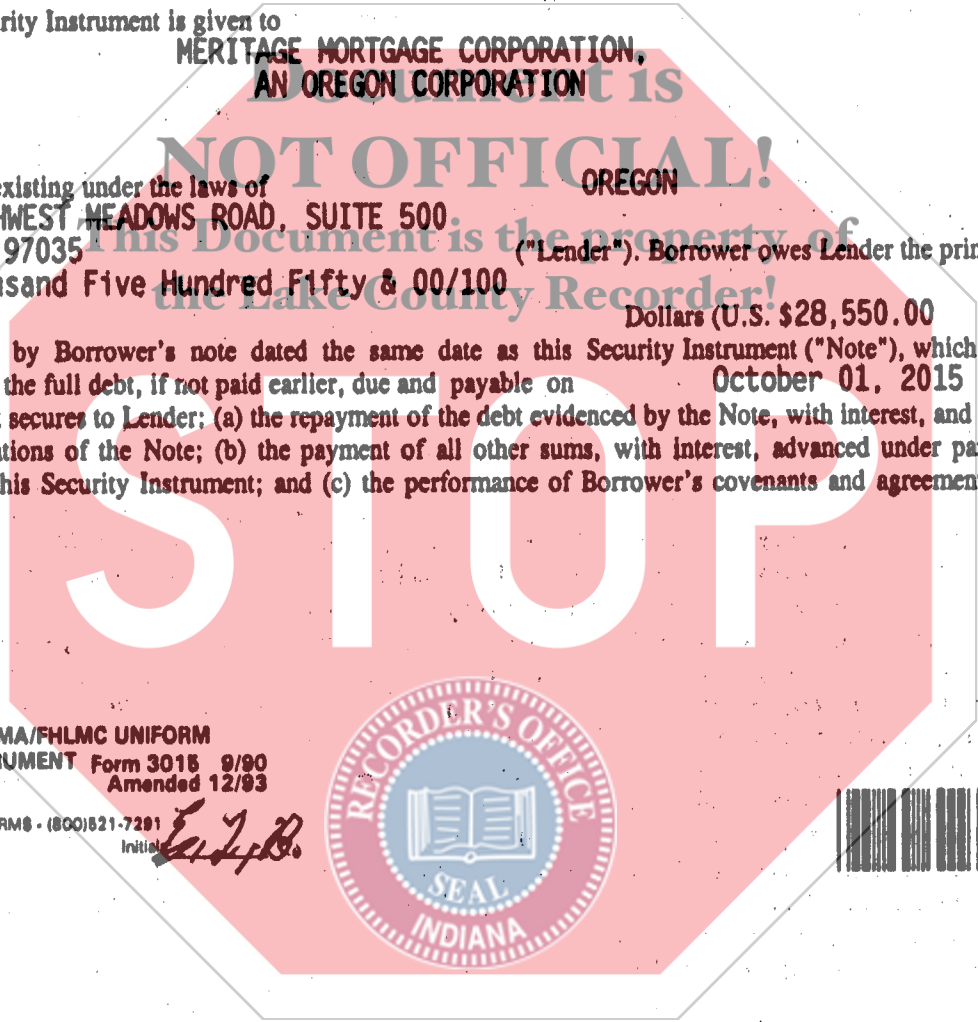 rity Instrument is given to
MERITAGE MORTGAGE CORPORATION,
AN OREGON CORPORATION
Document is
NOT OFFICIAL!
existing under the laws of OREGON
HWEST MEADOWS ROAD, SUITE 500
This Document is the property of
97035 ("Lender"). Borrower owes Lender the prin
sand Five Hundred Fifty & 00/100
the Lake County Recorder!
Dollars (U.S. $28,550.00
by Borrower's note dated the same date as this Security Instrument ("Note"), which
the full debt, if not paid earlier, due and payable on October 01, 2015
secures to Lender: (a) the repayment of the debt evidenced by the Note, with interest, and
tions of the Note; (b) the payment of all other sums, with interest, advanced under pa
his Security Instrument; and (c) the performance of Borrower's covenants and agreemen
STOP
MA/FHLMC UNIFORM
RUMENT Form 3015 9/90
Amended 12/93
RMS - (800)521-7291
Initials
RECORDER'S OFFICE
SEAL
INDIANA